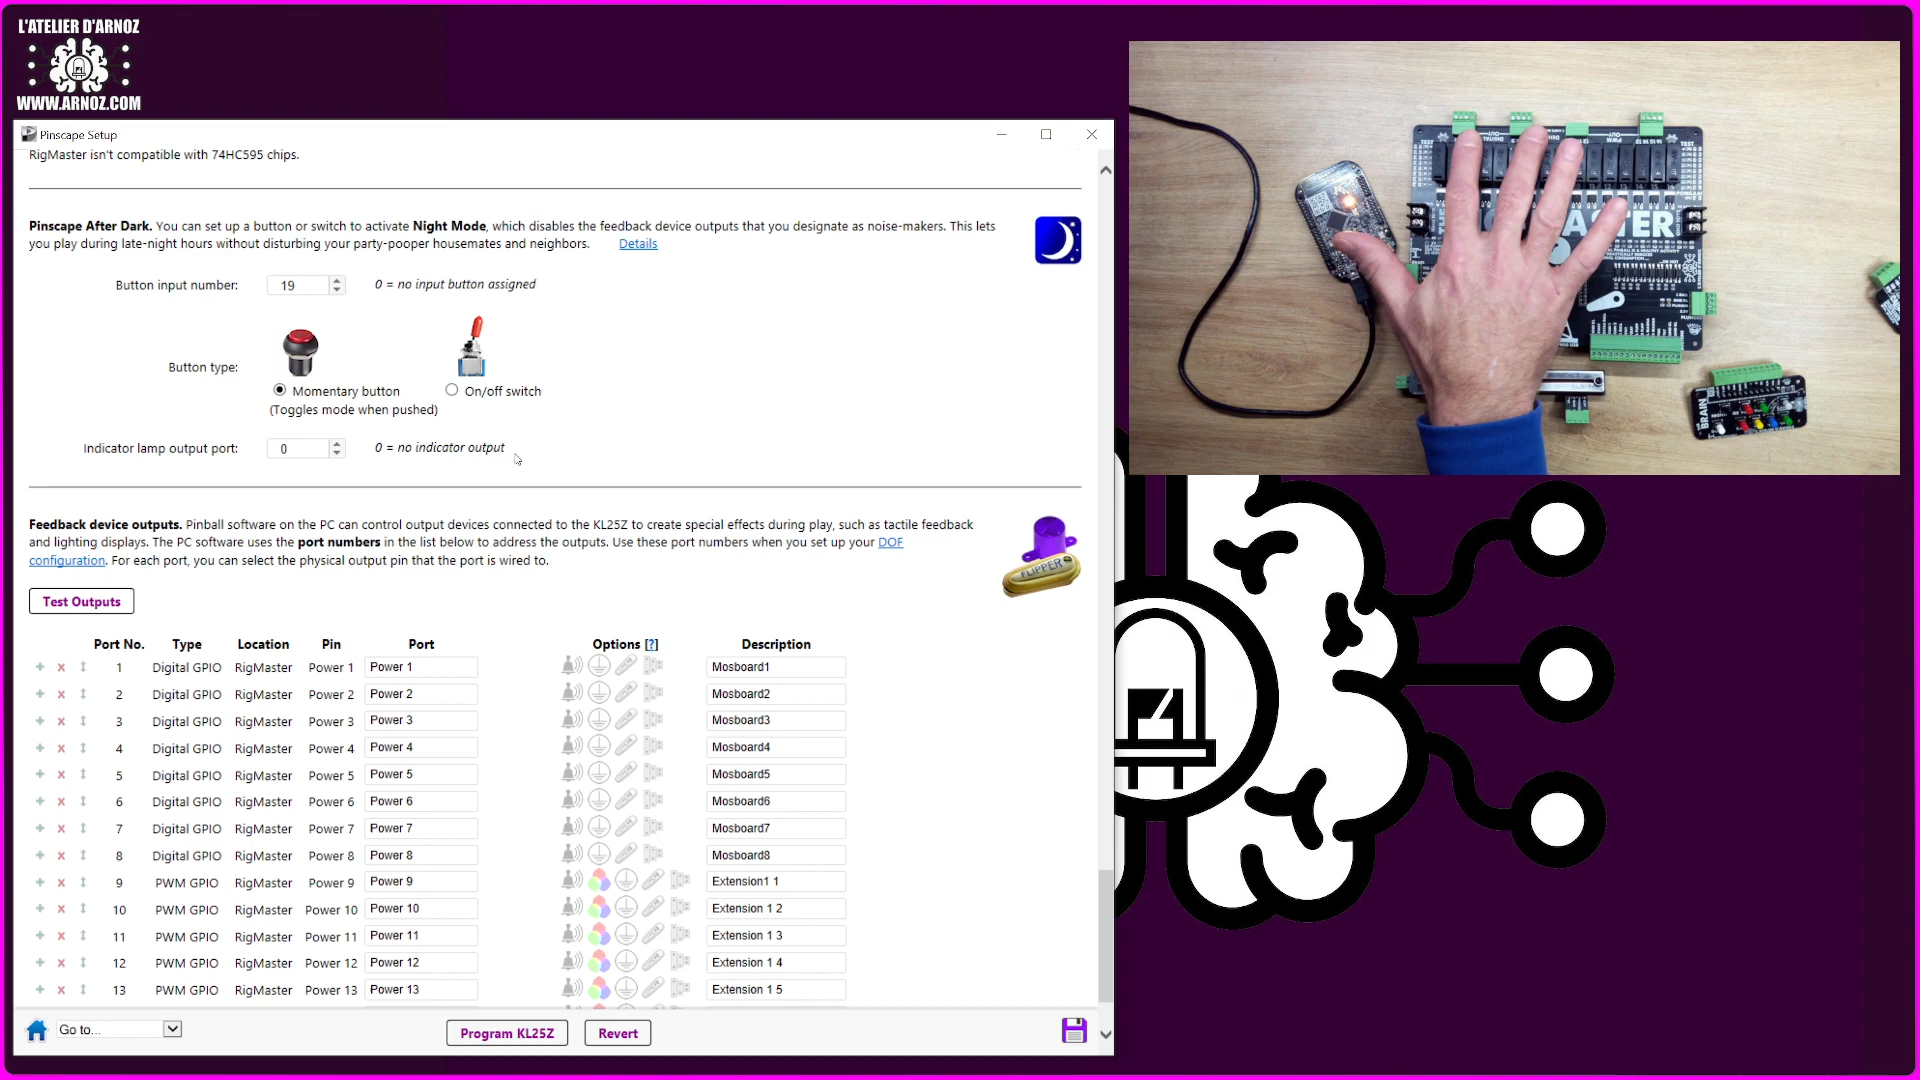 L'ATELIER D'ARNOZ
WWW.ARNOZ.COM
Pinscape Setup
RigMaster isn't compatible with 74HC595 chips.
Pinscape After Dark. You can set up a button or switch to activate Night Mode, which disables the feedback device outputs that you designate as noise-makers. This lets
you play during late-night hours without disturbing your party-pooper housemates and neighbors. Details
Button input number: 19 0 = no input button assigned
Button type:
Momentary button On/off switch
(Toggles mode when pushed)
Indicator lamp output port: 0 0 = no indicator output
Feedback device outputs. Pinball software on the PC can control output devices connected to the KL25Z to create special effects during play, such as tactile feedback
and lighting displays. The PC software uses the port numbers in the list below to address the outputs. Use these port numbers when you set up your DOF
configuration. For each port, you can select the physical output pin that the port is wired to.
FLIPPER
Test Outputs
Port No. Type Location Pin Port Options [?] Description
1 Digital GPIO RigMaster Power 1 Power 1 Mosboard1
2 Digital GPIO RigMaster Power 2 Power 2 Mosboard2
3 Digital GPIO RigMaster Power 3 Power 3 Mosboard3
4 Digital GPIO RigMaster Power 4 Power 4 Mosboard4
5 Digital GPIO RigMaster Power 5 Power 5 Mosboard5
6 Digital GPIO RigMaster Power 6 Power 6 Mosboard6
7 Digital GPIO RigMaster Power 7 Power 7 Mosboard7
8 Digital GPIO RigMaster Power 8 Power 8 Mosboard8
9 PWM GPIO RigMaster Power 9 Power 9 Extension1 1
10 PWM GPIO RigMaster Power 10 Power 10 Extension 1 2
11 PWM GPIO RigMaster Power 11 Power 11 Extension 1 3
12 PWM GPIO RigMaster Power 12 Power 12 Extension 1 4
13 PWM GPIO RigMaster Power 13 Power 13 Extension 1 5
Go to... Program KL25Z Revert
BRAIN